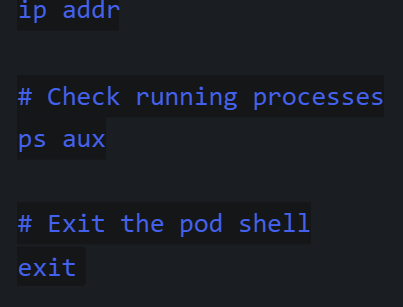 ip addr
# Check running processes
ps aux
# Exit the pod shell
exit